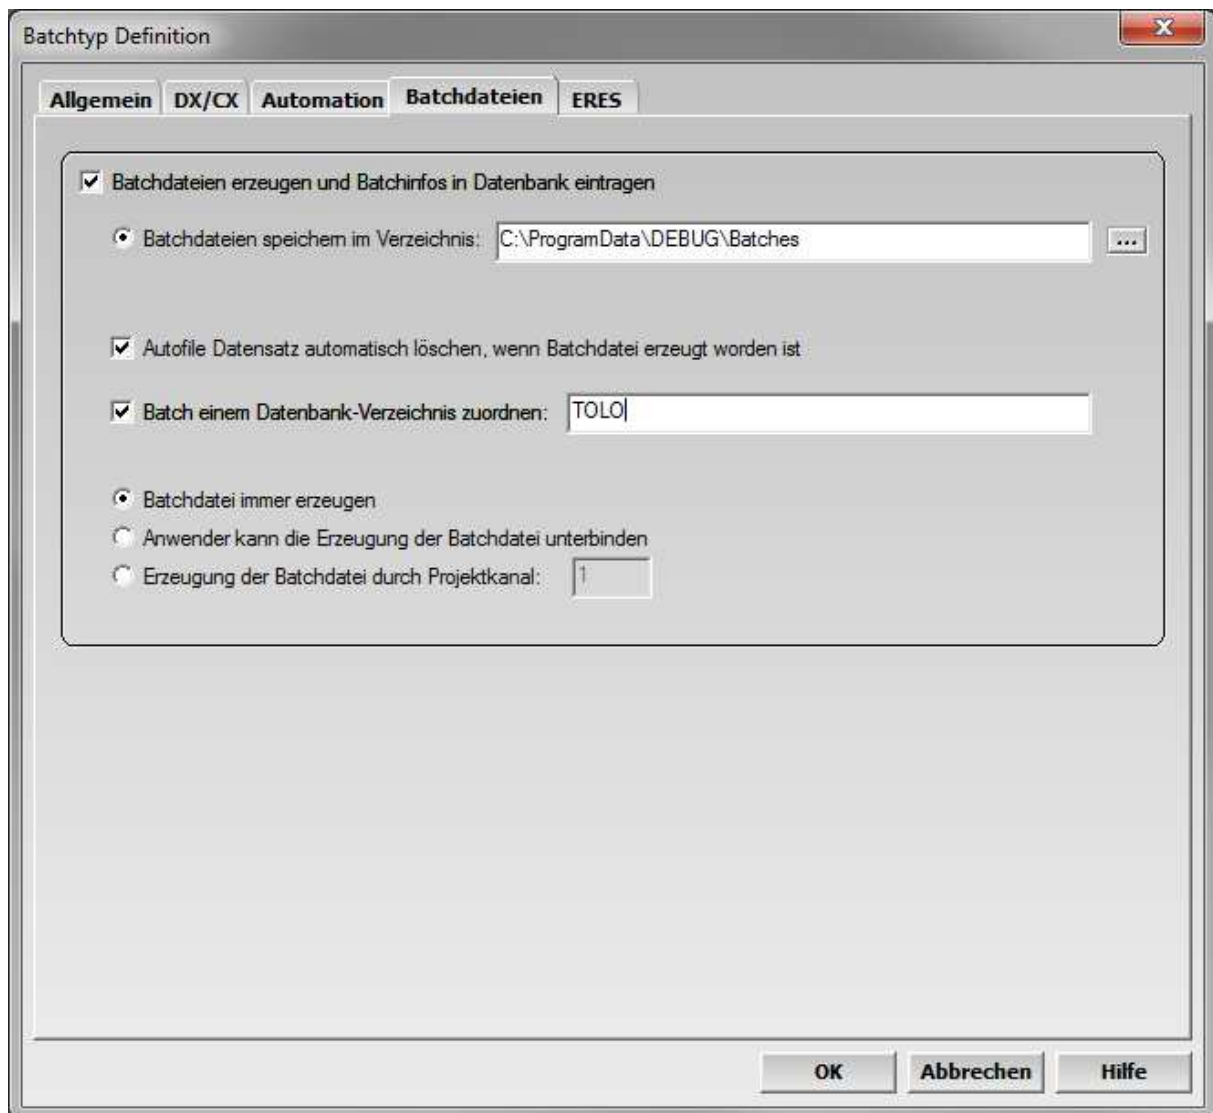 Batchtyp Definition
Allgemein DX/CX Automation Batchdateien ERES
Batchdateien erzeugen und Batchinfos in Datenbank eintragen
Batchdateien speichern im Verzeichnis: C:\ProgramData\DEBUG\Batches ...
Autofile Datensatz automatisch löschen, wenn Batchdatei erzeugt worden ist
Batch einem Datenbank-Verzeichnis zuordnen: TOLO
Batchdatei immer erzeugen
Anwender kann die Erzeugung der Batchdatei unterbinden
Erzeugung der Batchdatei durch Projektkanal: 1
OK Abbrechen Hilfe